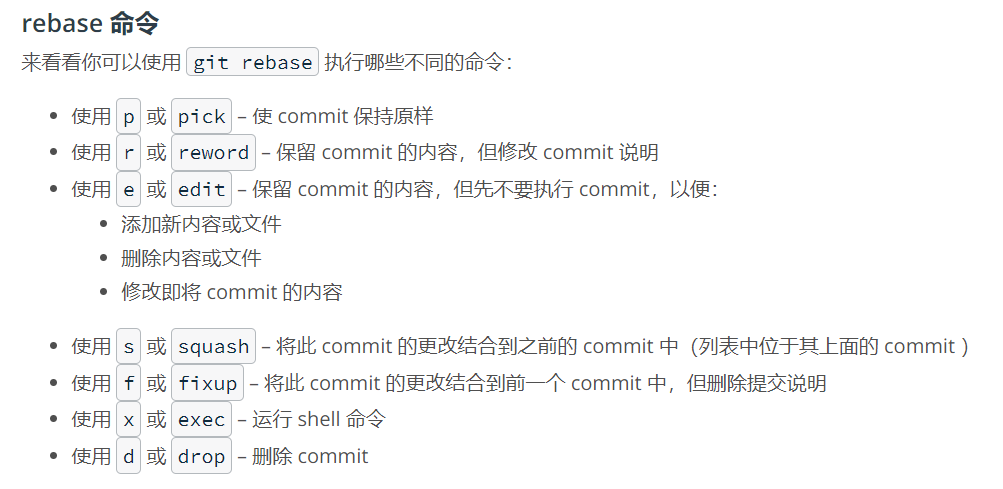 rebase 命令
来看看你可以使用 git rebase 执行哪些不同的命令：
使用 p 或 pick – 使 commit 保持原样
使用 r 或 reword – 保留 commit 的内容，但修改 commit 说明
使用 e 或 edit – 保留 commit 的内容，但先不要执行 commit，以便：
添加新内容或文件
删除内容或文件
修改即将 commit 的内容
使用 s 或 squash – 将此 commit 的更改结合到之前的 commit 中（列表中位于其上面的 commit ）
使用 f 或 fixup – 将此 commit 的更改结合到前一个 commit 中，但删除提交说明
使用 x 或 exec – 运行 shell 命令
使用 d 或 drop – 删除 commit